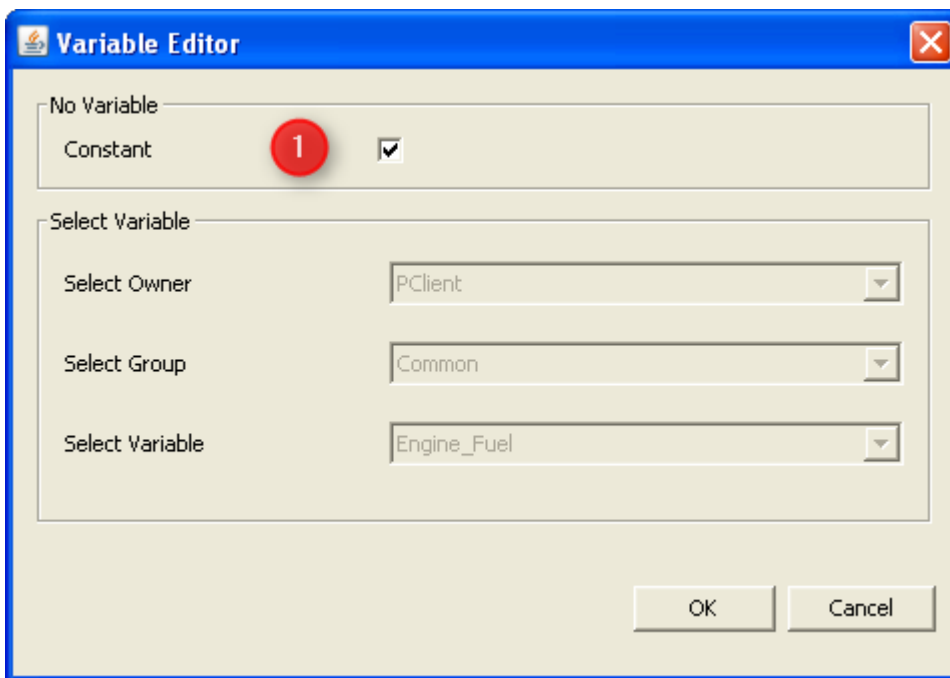 Variable Editor
No Variable
Constant 1
Select Variable
Select Owner PClient
Select Group Common
Select Variable Engine_Fuel
OK Cancel